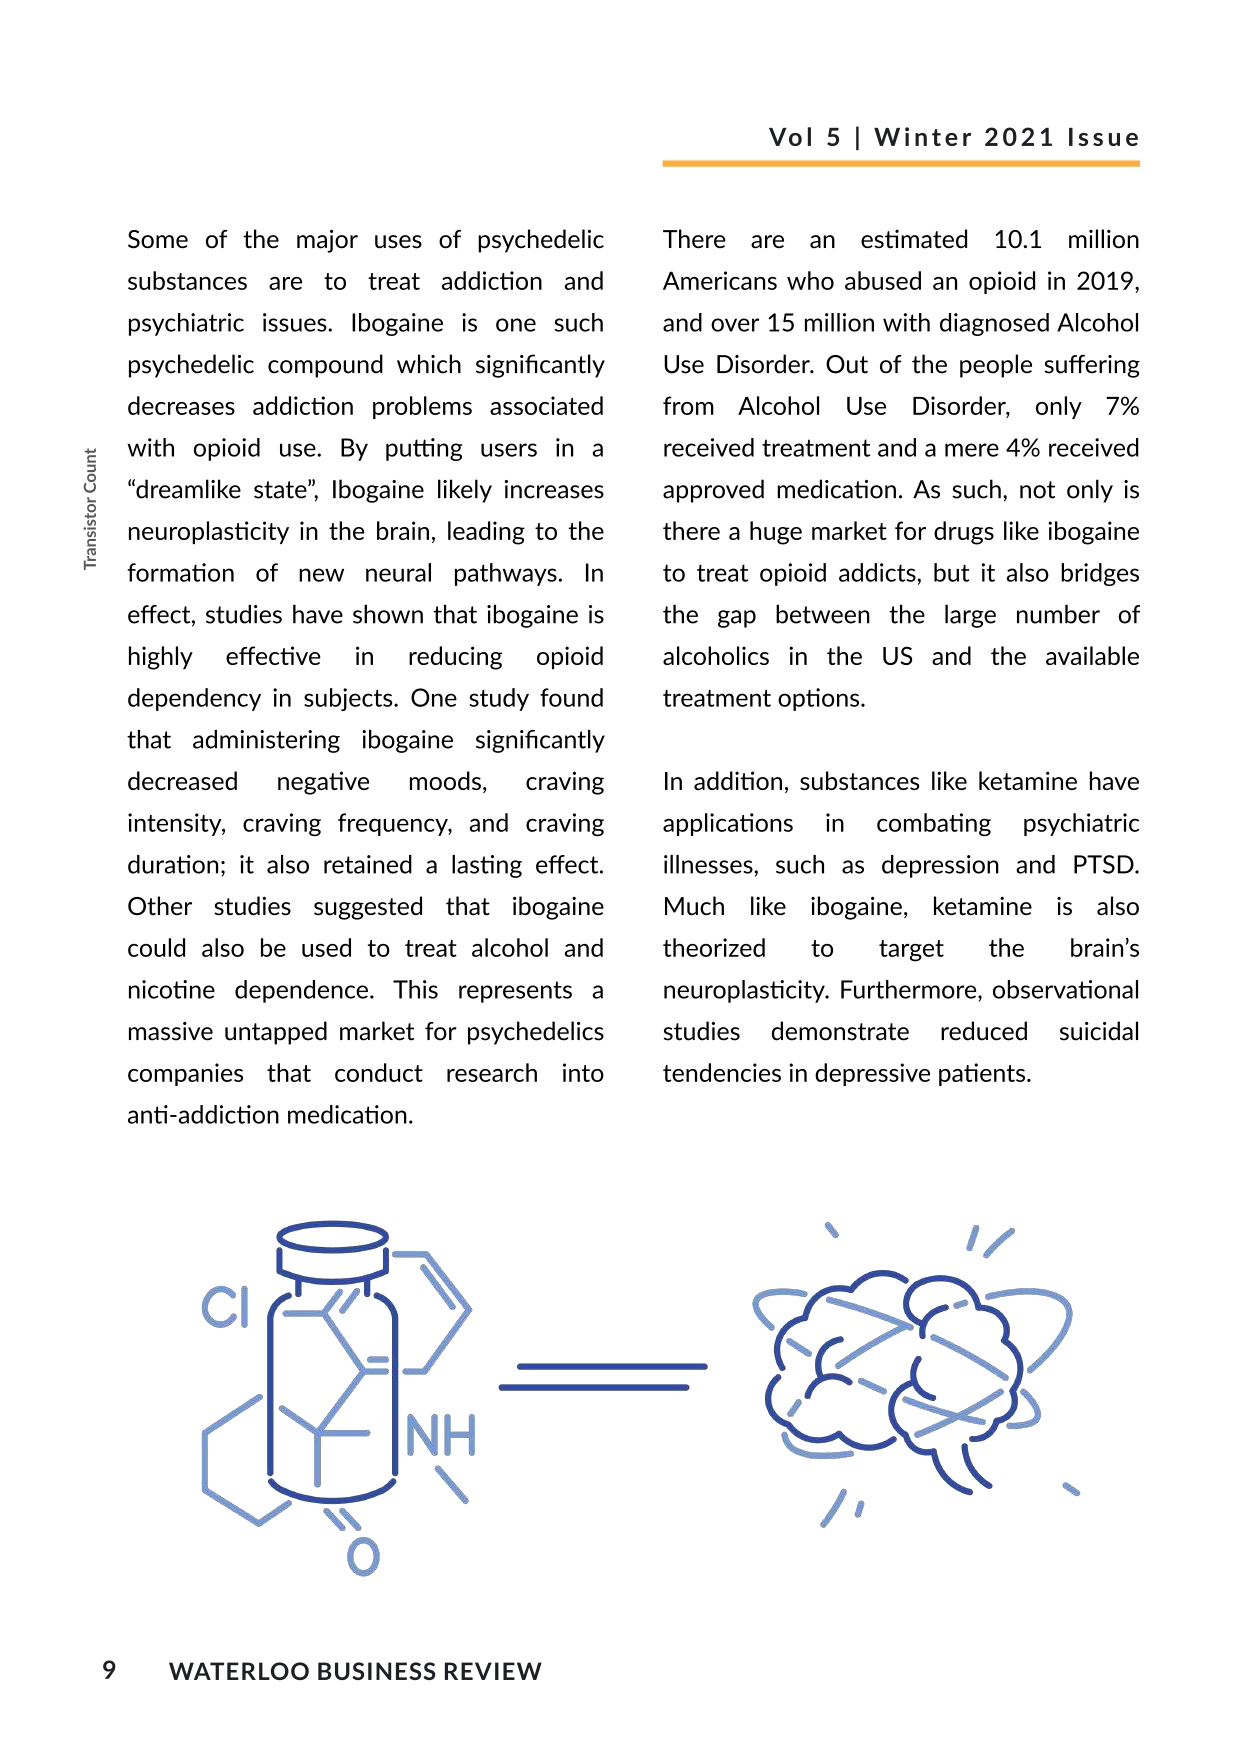 Vol 5 | Winter 2021 Issue
Some of the major uses of psychedelic
substances are to treat addiction and
psychiatric issues. Ibogaine is one such
psychedelic compound which significantly
decreases addiction problems associated
with opioid use. By putting users in a
“dreamlike state”, Ibogaine likely increases
neuroplasticity in the brain, leading to the
formation of new neural pathways. In
effect, studies have shown that ibogaine is
highly effective in reducing opioid
dependency in subjects. One study found
that administering ibogaine significantly
decreased negative moods, craving
intensity, craving frequency, and craving
duration; it also retained a lasting effect.
Other studies suggested that ibogaine
could also be used to treat alcohol and
nicotine dependence. This represents a
massive untapped market for psychedelics
companies that conduct research into
anti-addiction medication.
There are an estimated 10.1 million
Americans who abused an opioid in 2019,
and over 15 million with diagnosed Alcohol
Use Disorder. Out of the people suffering
from Alcohol Use Disorder, only 7%
received treatment and a mere 4% received
approved medication. As such, not only is
there a huge market for drugs like ibogaine
to treat opioid addicts, but it also bridges
the gap between the large number of
alcoholics in the US and the available
treatment options.
In addition, substances like ketamine have
applications in combating psychiatric
illnesses, such as depression and PTSD.
Much like ibogaine, ketamine is also
theorized to target the brain’s
neuroplasticity. Furthermore, observational
studies demonstrate reduced suicidal
tendencies in depressive patients.
Transistor Count
Cl
NH
O
9 WATERLOO BUSINESS REVIEW